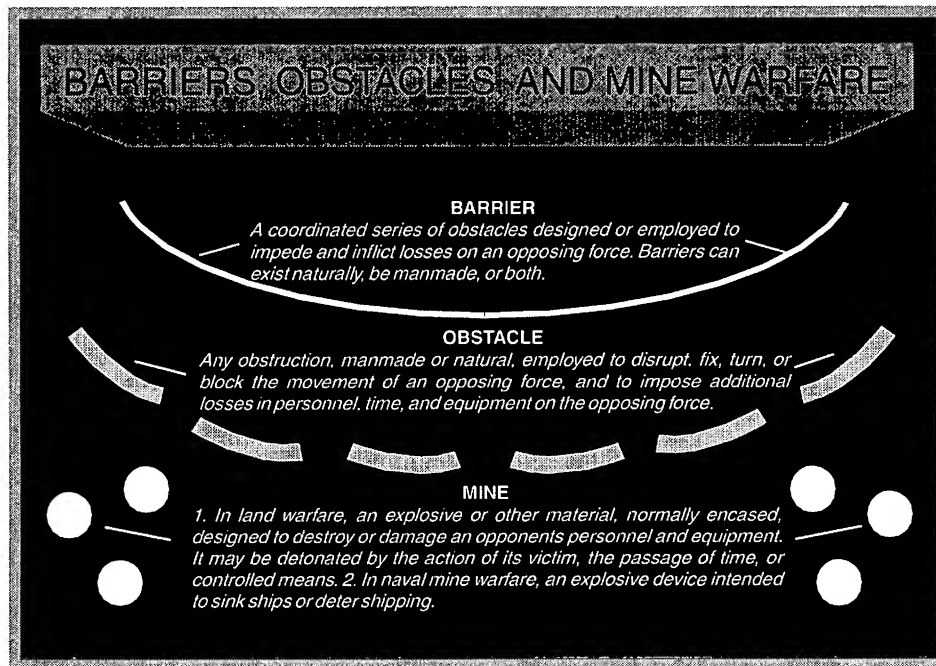 BARRIERS, OBSTACLES, AND MINE WARFARE
BARRIER
A coordinated series of obstacles designed or employed to
impede and inflict losses on an opposing force. Barriers can
exist naturally, be manmade, or both.
OBSTACLE
Any obstruction, manmade or natural, employed to disrupt, fix, turn, or
block the movement of an opposing force, and to impose additional
losses in personnel, time, and equipment on the opposing force.
MINE
1. In land warfare, an explosive or other material, normally encased,
designed to destroy or damage an opponents personnel and equipment.
It may be detonated by the action of its victim, the passage of time, or
controlled means. 2. In naval mine warfare, an explosive device intended
to sink ships or deter shipping.